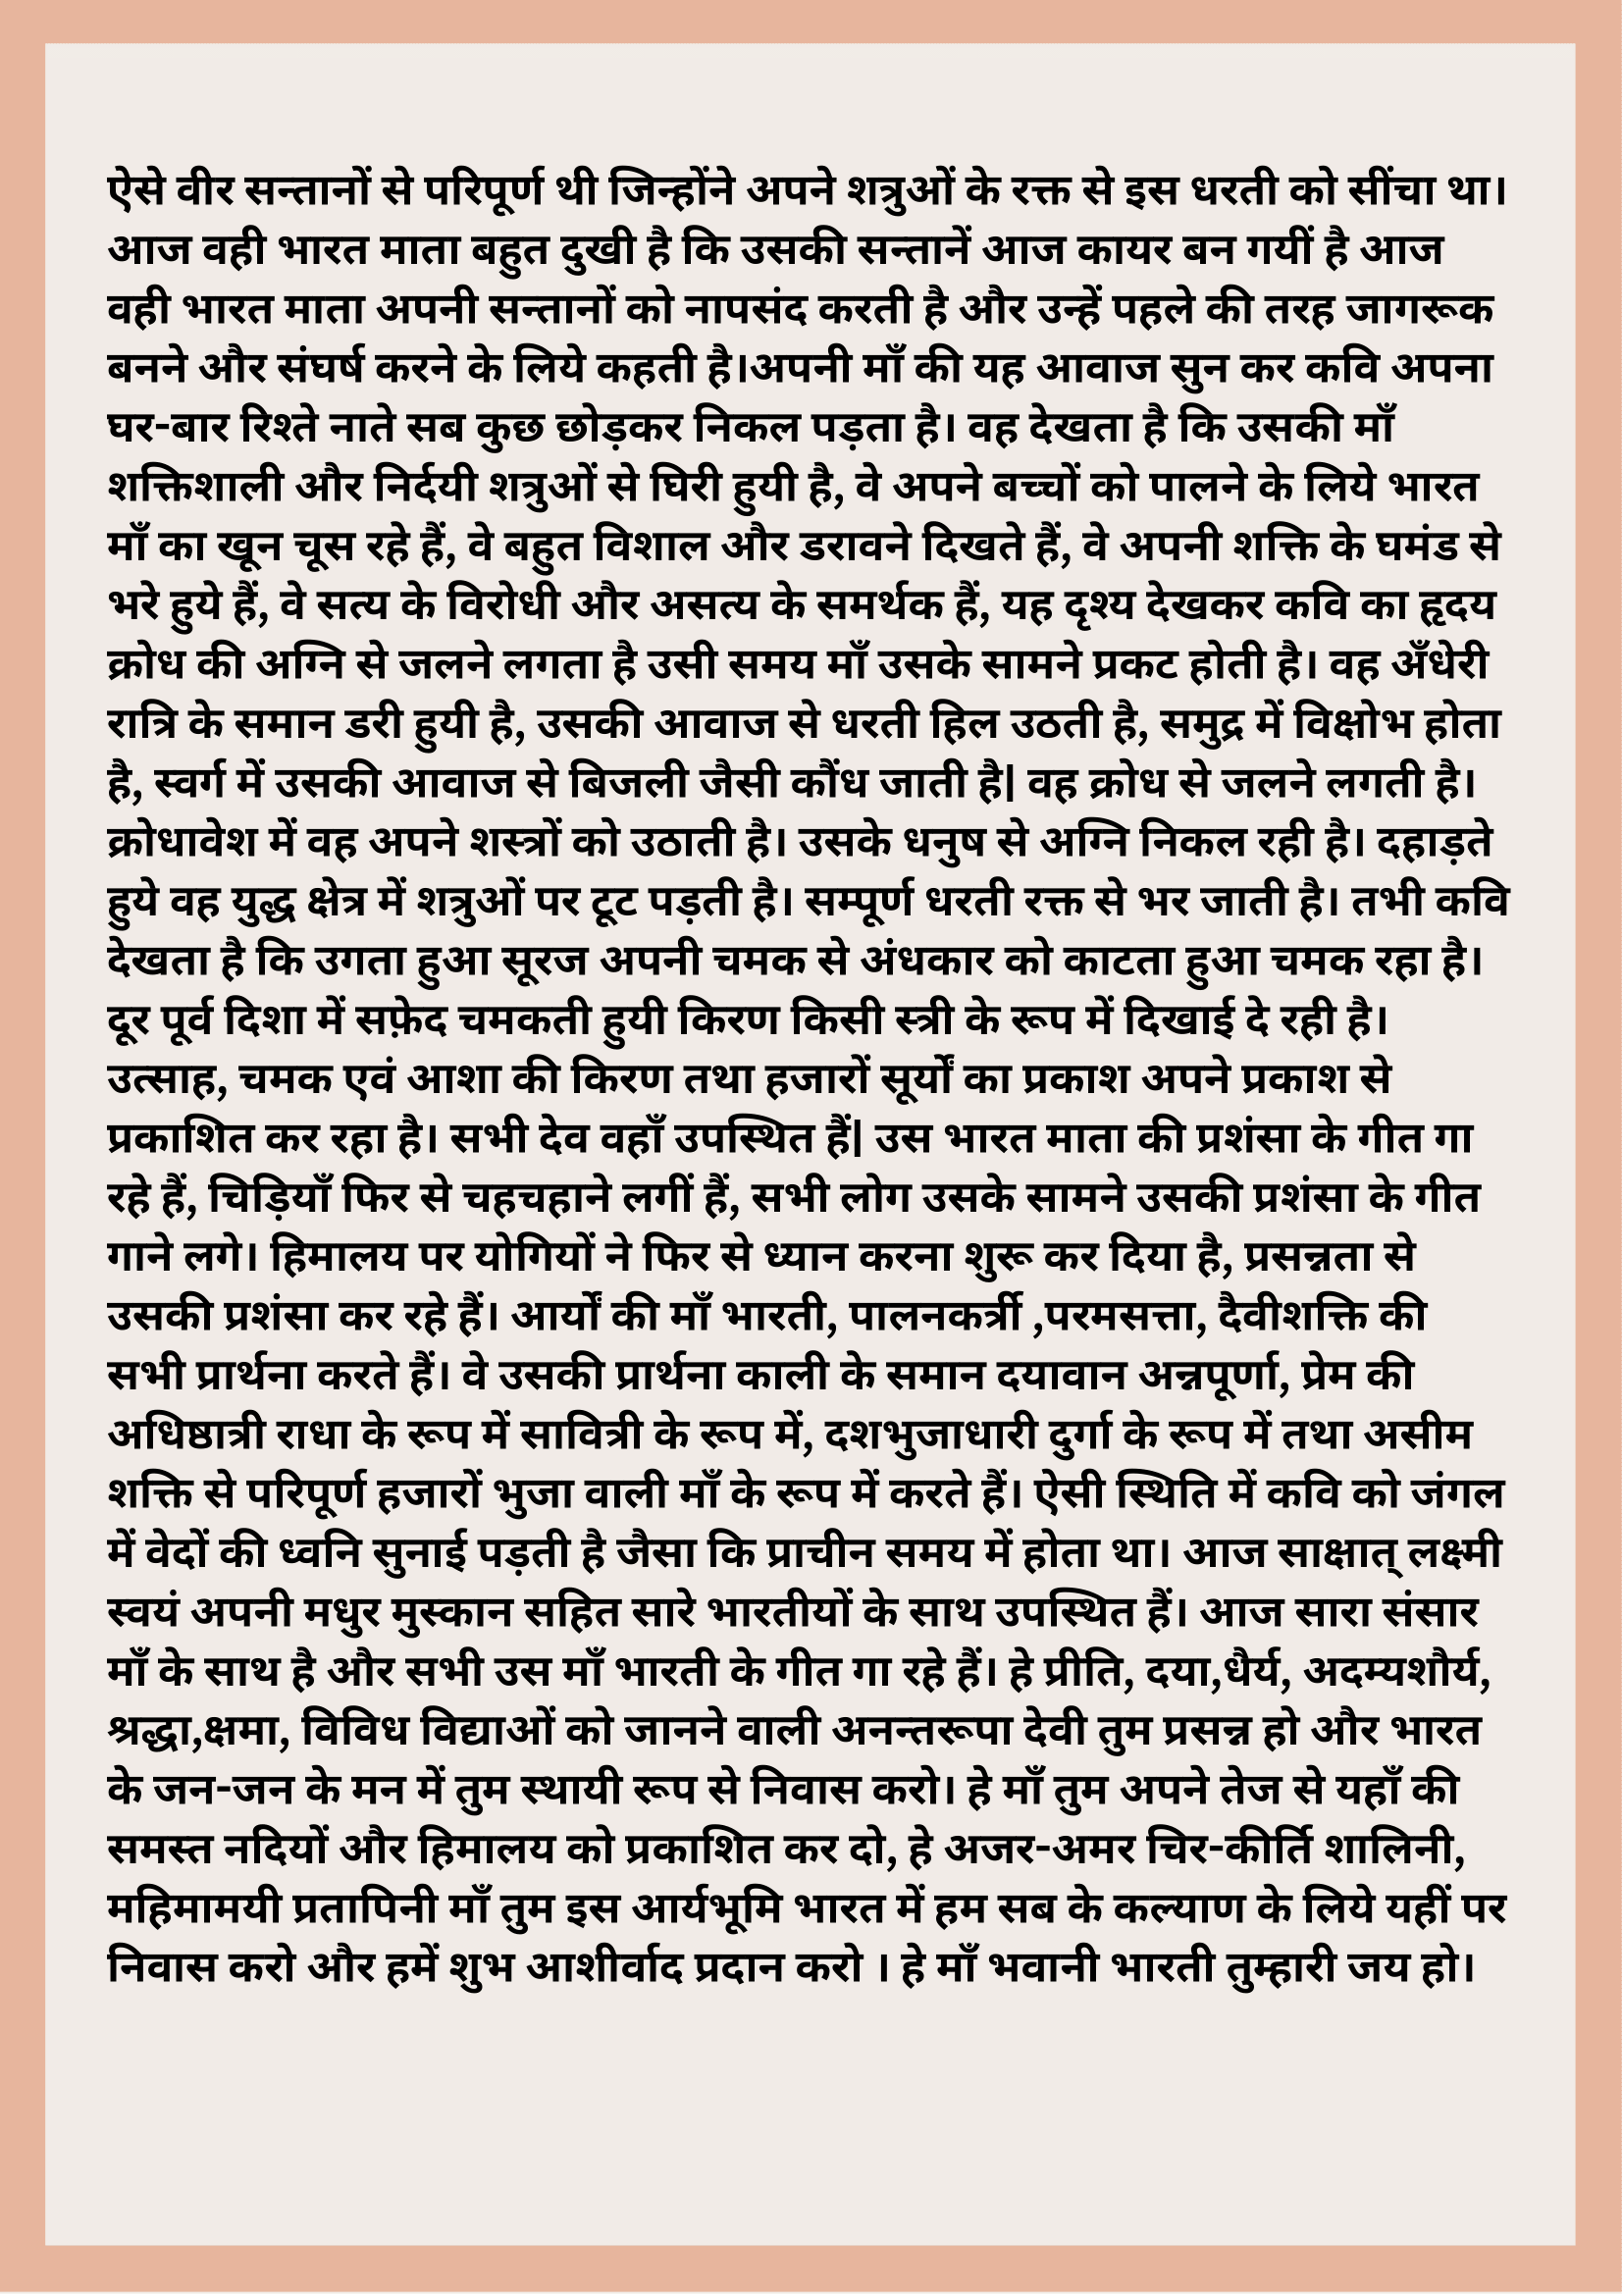 ऐसे वीर सन्तानों से परिपूर्ण थी जिन्होंने अपने शत्रुओं के रक्त से इस धरती को सींचा था।
आज वही भारत माता बहुत दुखी है कि उसकी सन्तानें आज कायर बन गयीं है आज
वही भारत माता अपनी सन्तानों को नापसंद करती है और उन्हें पहले की तरह जागरूक
बनने और संघर्ष करने के लिये कहती है।अपनी माँ की यह आवाज सुन कर कवि अपना
घर-बार रिश्ते नाते सब कुछ छोड़कर निकल पड़ता है। वह देखता है कि उसकी माँ
शक्तिशाली और निर्दयी शत्रुओं से घिरी हुयी है, वे अपने बच्चों को पालने के लिये भारत
माँ का खून चूस रहे हैं, वे बहुत विशाल और डरावने दिखते हैं, वे अपनी शक्ति के घमंड से
भरे हुये हैं, वे सत्य के विरोधी और असत्य के समर्थक हैं, यह दृश्य देखकर कवि का हृदय
क्रोध की अग्नि से जलने लगता है उसी समय माँ उसके सामने प्रकट होती है। वह अँधेरी
रात्रि के समान डरी हुयी है, उसकी आवाज से धरती हिल उठती है, समुद्र में विक्षोभ होता
है, स्वर्ग में उसकी आवाज से बिजली जैसी कौंध जाती है| वह क्रोध से जलने लगती है।
क्रोधावेश में वह अपने शस्त्रों को उठाती है। उसके धनुष से अग्नि निकल रही है। दहाड़ते
हुये वह युद्ध क्षेत्र में शत्रुओं पर टूट पड़ती है। सम्पूर्ण धरती रक्त से भर जाती है। तभी कवि
देखता है कि उगता हुआ सूरज अपनी चमक से अंधकार को काटता हुआ चमक रहा है।
दूर पूर्व दिशा में सफ़ेद चमकती हुयी किरण किसी स्त्री के रूप में दिखाई दे रही है।
उत्साह, चमक एवं आशा की किरण तथा हजारों सूर्यों का प्रकाश अपने प्रकाश से
प्रकाशित कर रहा है। सभी देव वहाँ उपस्थित हैं| उस भारत माता की प्रशंसा के गीत गा
रहे हैं, चिड़ियाँ फिर से चहचहाने लगीं हैं, सभी लोग उसके सामने उसकी प्रशंसा के गीत
गाने लगे। हिमालय पर योगियों ने फिर से ध्यान करना शुरू कर दिया है, प्रसन्नता से
उसकी प्रशंसा कर रहे हैं। आर्यों की माँ भारती, पालनकर्त्री ,परमसत्ता, दैवीशक्ति की
सभी प्रार्थना करते हैं। वे उसकी प्रार्थना काली के समान दयावान अन्नपूर्णा, प्रेम की
अधिष्ठात्री राधा के रूप में सावित्री के रूप में, दशभुजाधारी दुर्गा के रूप में तथा असीम
शक्ति से परिपूर्ण हजारों भुजा वाली माँ के रूप में करते हैं। ऐसी स्थिति में कवि को जंगल
में वेदों की ध्वनि सुनाई पड़ती है जैसा कि प्राचीन समय में होता था। आज साक्षात् लक्ष्मी
स्वयं अपनी मधुर मुस्कान सहित सारे भारतीयों के साथ उपस्थित हैं। आज सारा संसार
माँ के साथ है और सभी उस माँ भारती के गीत गा रहे हैं। हे प्रीति, दया,धैर्य, अदम्यशौर्य,
श्रद्धा,क्षमा, विविध विद्याओं को जानने वाली अनन्तरूपा देवी तुम प्रसन्न हो और भारत
के जन-जन के मन में तुम स्थायी रूप से निवास करो। हे माँ तुम अपने तेज से यहाँ की
समस्त नदियों और हिमालय को प्रकाशित कर दो, हे अजर-अमर चिर-कीर्ति शालिनी,
महिमामयी प्रतापिनी माँ तुम इस आर्यभूमि भारत में हम सब के कल्याण के लिये यहीं पर
निवास करो और हमें शुभ आशीर्वाद प्रदान करो । हे माँ भवानी भारती तुम्हारी जय हो।